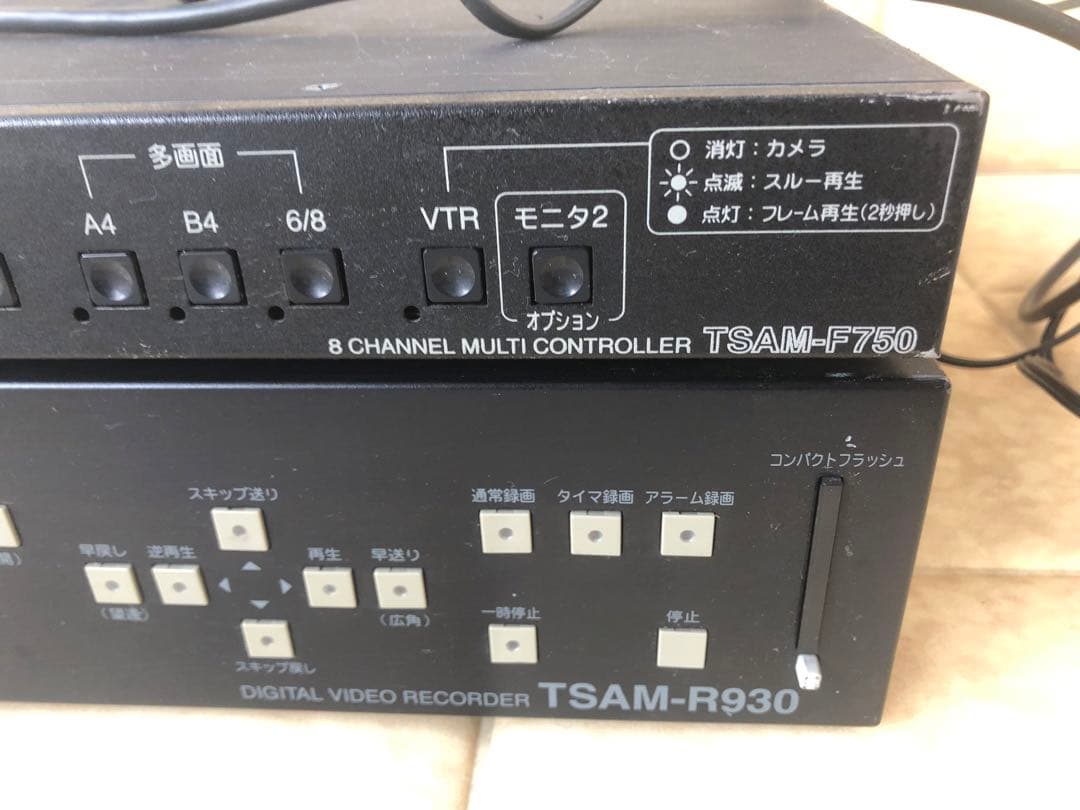 多画面
A4 B4 6/8 VTR モニタ2
オプション
消灯：カメラ
点滅：スルー再生
点灯：フレーム再生(2秒押し)
8 CHANNEL MULTI CONTROLLER TSAM-F750
コンパクトフラッシュ
スキップ送り
通常録画 タイマ録画 アラーム録画
早戻し 逆再生 再生 早送り
(望遠) (広角)
一時停止 停止
スキップ戻し
DIGITAL VIDEO RECORDER TSAM-R930